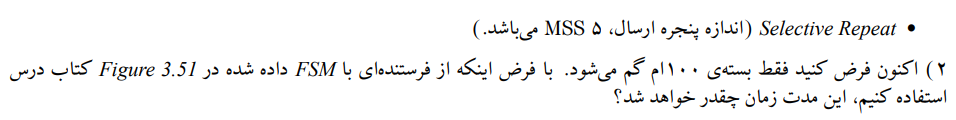 • Selective Repeat (اندازه پنجره ارسال، ۵ MSS می‌باشد.)
۲) اکنون فرض کنید فقط بسته‌ی ۱۰۰ام گم می‌شود. با فرض اینکه از فرستنده‌ای با FSM داده شده در Figure 3.51 کتاب درس
استفاده کنیم، این مدت زمان چقدر خواهد شد؟